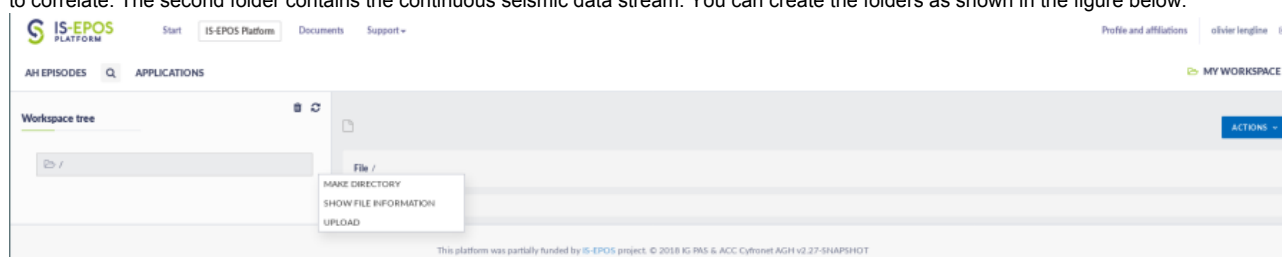 to correlate. The second folder contains the continuous seismic data stream. You can create the folders as shown in the figure below.
IS-EPOS PLATFORM Start IS-EPOS Platform Documents Support Profile and affiliations olivier lengline
AH EPISODES APPLICATIONS MY WORKSPACE
Workspace tree
ACTIONS
/
File /
MAKE DIRECTORY
SHOW FILE INFORMATION
UPLOAD
This platform was partially funded by IS-EPOS project. © 2018 IG PAS & ACC Cyfronet AGH v2.27-SNAPSHOT